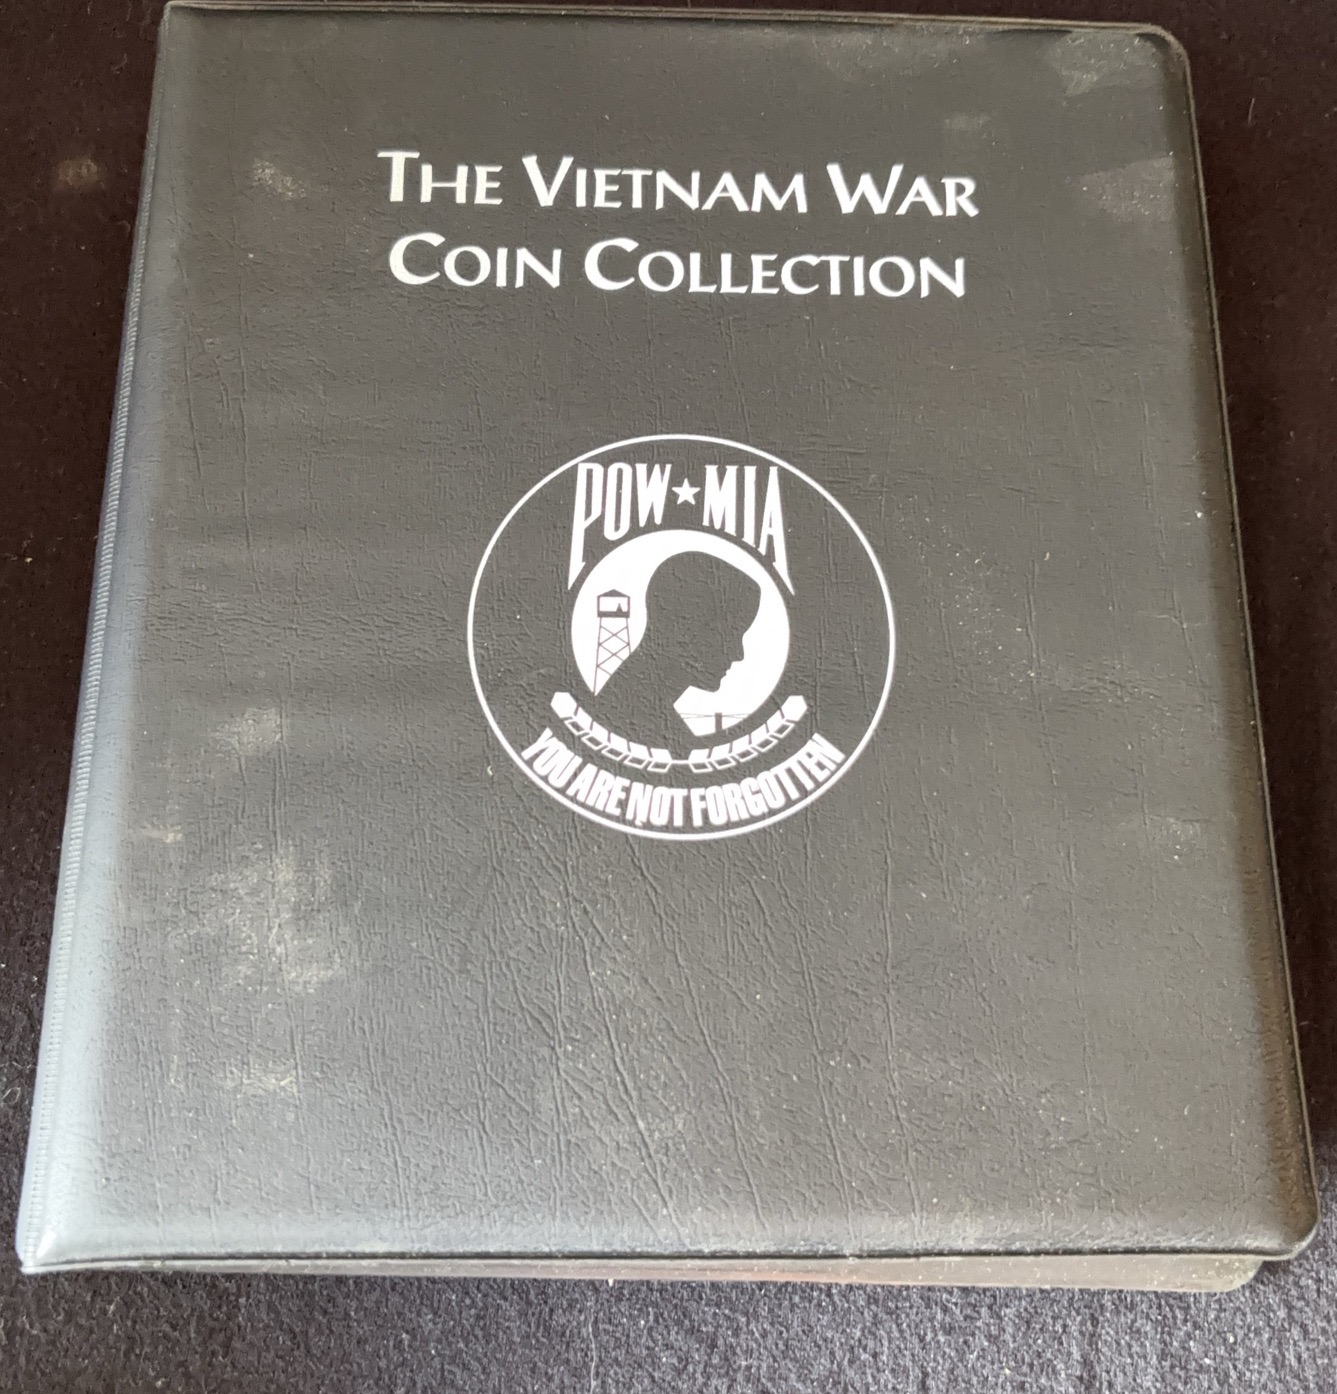 THE VIETNAM WAR
COIN COLLECTION
POW★MIA
YOU ARE NOT FORGOTTEN